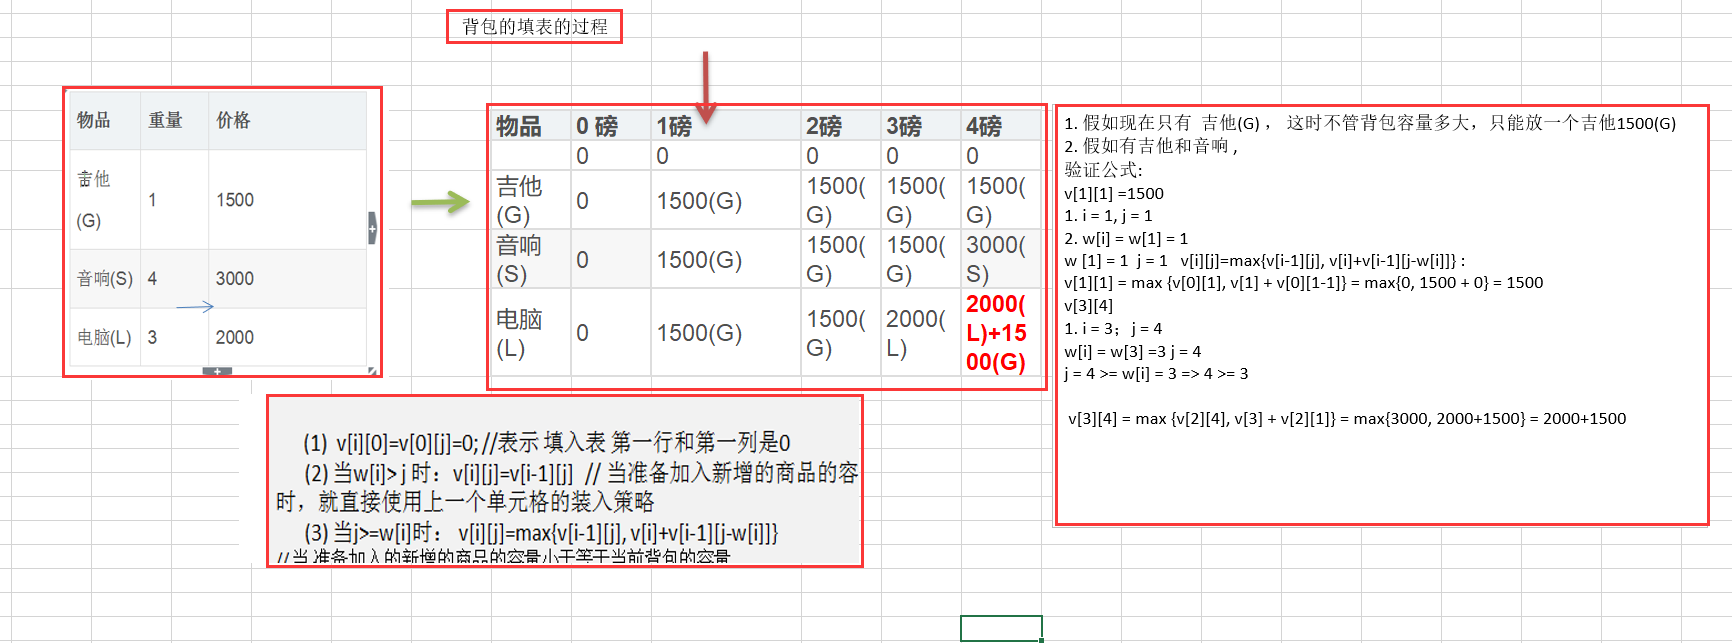 背包的填表的过程
物品 重量 价格
吉他
(G)
1 1500
音响(S) 4 3000
电脑(L) 3 2000
物品 0 磅 1磅 2磅 3磅 4磅
0 0 0 0 0
吉他
(G)
0 1500(G) 1500(
G) 1500(
G) 1500(
G)
音响
(S)
0 1500(G) 1500(
G) 1500(
G) 3000(
S)
电脑
(L)
0 1500(G) 1500(
G) 2000(
L) 2000(
L)+15
00(G)
(1) v[i][0]=v[0][j]=0; //表示 填入表 第一行和第一列是0
(2) 当w[i]> j 时：v[i][j]=v[i-1][j] // 当准备加入新增的商品的容
时，就直接使用上一个单元格的装入策略
(3) 当j>=w[i]时： v[i][j]=max{v[i-1][j], v[i]+v[i-1][j-w[i]]}
// 当 准备加入的新增的商品的容量小于等于当前背包的容量
1. 假如现在只有 吉他(G) ， 这时不管背包容量多大，只能放一个吉他1500(G)
2. 假如有吉他和音响 ,
验证公式:
v[1][1] =1500
1. i = 1, j = 1
2. w[i] = w[1] = 1
w [1] = 1 j = 1 v[i][j]=max{v[i-1][j], v[i]+v[i-1][j-w[i]]} :
v[1][1] = max {v[0][1], v[1] + v[0][1-1]} = max{0, 1500 + 0} = 1500
v[3][4]
1. i = 3；j = 4
w[i] = w[3] =3 j = 4
j = 4 >= w[i] = 3 => 4 >= 3
v[3][4] = max {v[2][4], v[3] + v[2][1]} = max{3000, 2000+1500} = 2000+1500